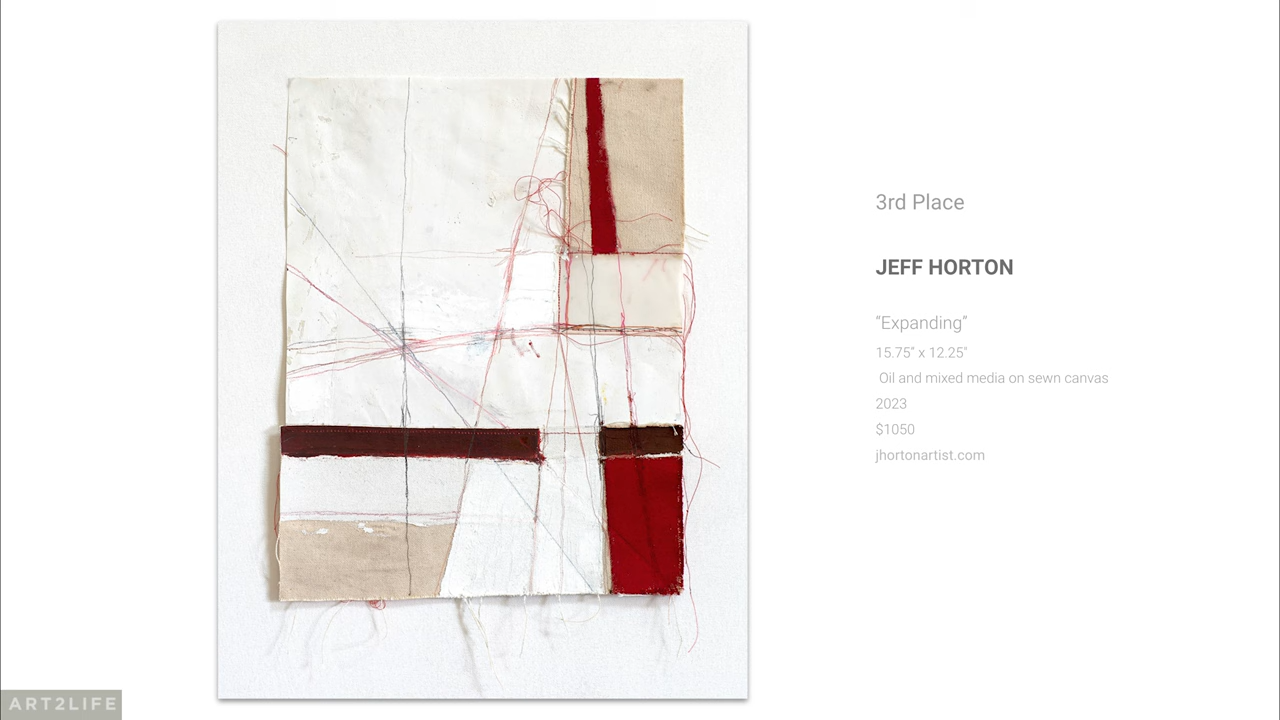 3rd Place
JEFF HORTON
“Expanding”
15.75" x 12.25"
Oil and mixed media on sewn canvas
2023
$1050
jhortonartist.com
ART2LIFE